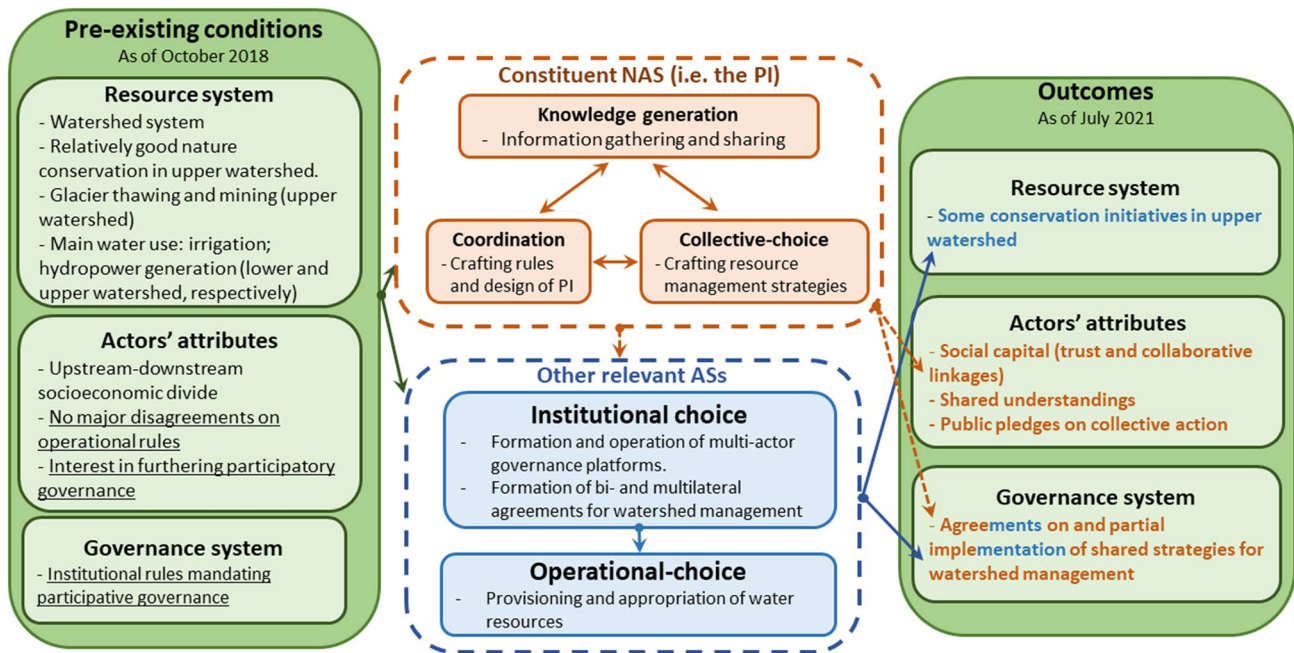 Pre-existing conditions
As of October 2018
Resource system
- Watershed system
- Relatively good nature
conservation in upper watershed.
- Glacier thawing and mining (upper
watershed)
- Main water use: irrigation;
hydropower generation (lower and
upper watershed, respectively)
Actors' attributes
- Upstream-downstream
socioeconomic divide
- No major disagreements on
operational rules
- Interest in furthering participatory
governance
Governance system
- Institutional rules mandating
participative governance
Constituent NAS (i.e. the PI)
Knowledge generation
- Information gathering and sharing
Coordination
- Crafting rules
and design of PI
Collective-choice
- Crafting resource
management strategies
Other relevant ASs
Institutional choice
- Formation and operation of multi-actor
governance platforms.
- Formation of bi- and multilateral
agreements for watershed management
Operational-choice
- Provisioning and appropriation of water
resources
Outcomes
As of July 2021
Resource system
- Some conservation initiatives in upper
watershed
Actors' attributes
- Social capital (trust and collaborative
linkages)
- Shared understandings
- Public pledges on collective action
Governance system
- Agreements on and partial
implementation of shared strategies for
watershed management